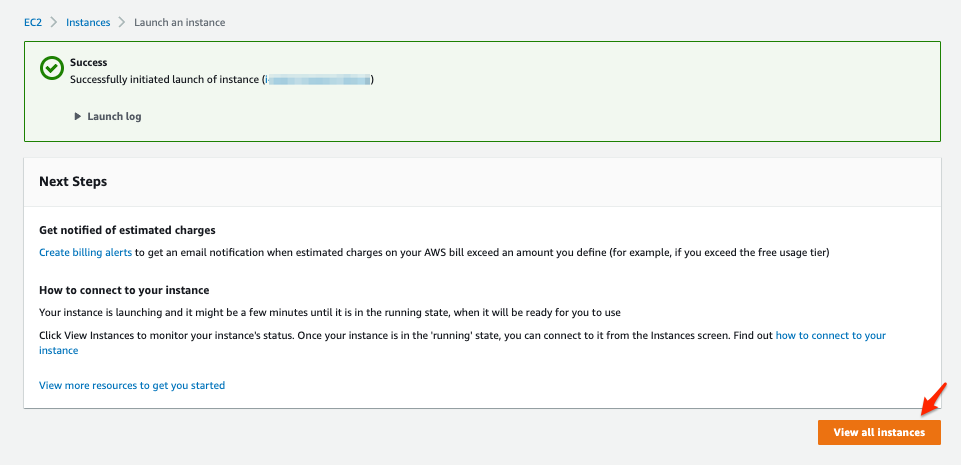 EC2 > Instances > Launch an instance
Success
Successfully initiated launch of instance (i-)
Launch log
Next Steps
Get notified of estimated charges
Create billing alerts to get an email notification when estimated charges on your AWS bill exceed an amount you define (for example, if you exceed the free usage tier)
How to connect to your instance
Your instance is launching and it might be a few minutes until it is in the running state, when it will be ready for you to use
Click View Instances to monitor your instance's status. Once your instance is in the 'running' state, you can connect to it from the Instances screen. Find out how to connect to your
instance
View more resources to get you started
View all instances